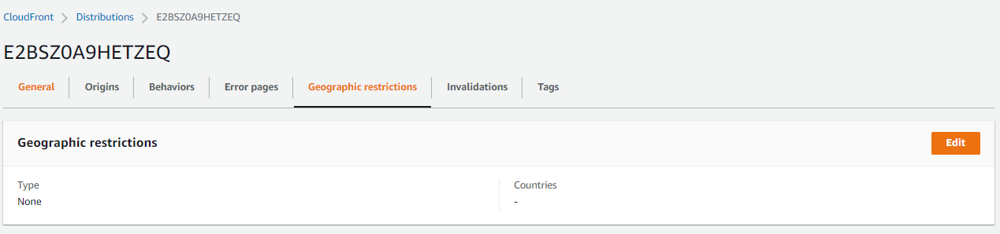 CloudFront > Distributions > E2BSZ0A9HETZEQ
E2BSZ0A9HETZEQ
General Origins Behaviors Error pages Geographic restrictions Invalidations Tags
Geographic restrictions Edit
Type Countries
None -